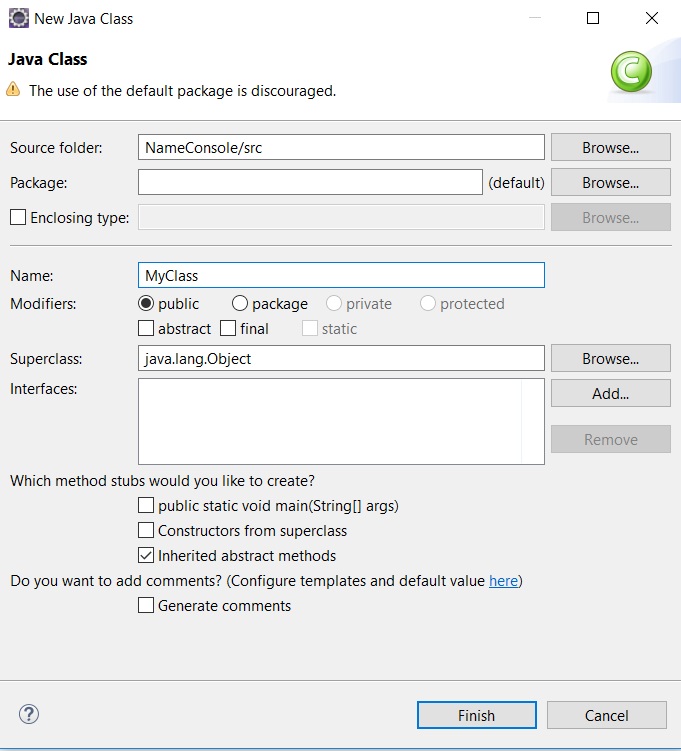 New Java Class
Java Class
The use of the default package is discouraged.
Source folder: NameConsole/src Browse...
Package: (default) Browse...
Enclosing type: Browse...
Name: MyClass
Modifiers: public package private protected
abstract final static
Superclass: java.lang.Object Browse...
Interfaces: Add...
Remove
Which method stubs would you like to create?
public static void main(String[] args)
Constructors from superclass
Inherited abstract methods
Do you want to add comments? (Configure templates and default value here)
Generate comments
? Finish Cancel